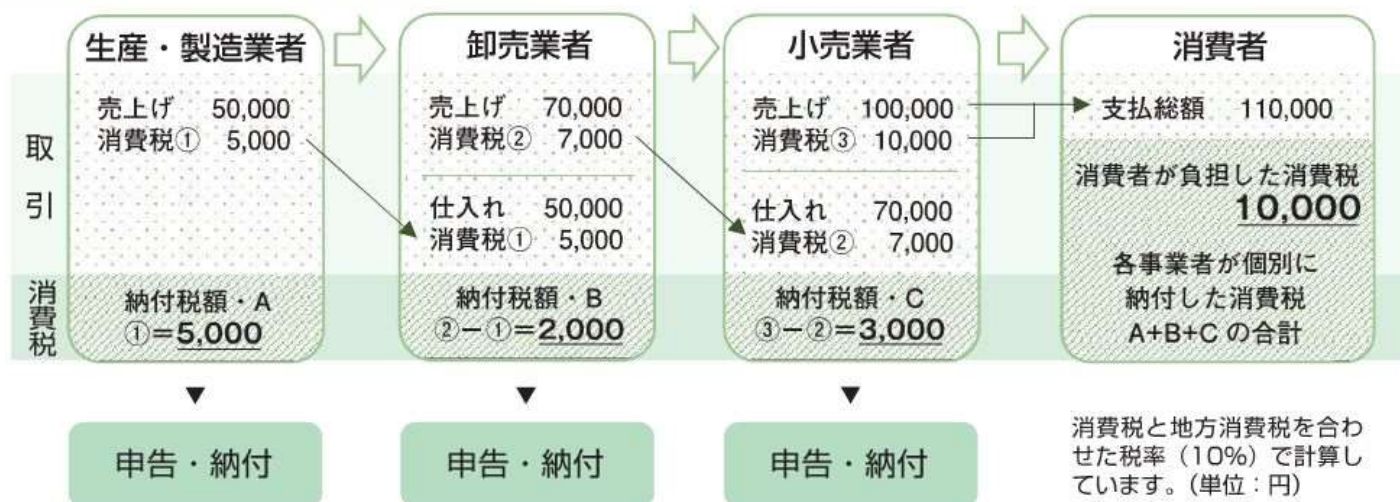 生産・製造業者
卸売業者
小売業者
消費者
取引
売上げ 50,000
消費税① 5,000
売上げ 70,000
消費税② 7,000
仕入れ 50,000
消費税① 5,000
売上げ 100,000
消費税③ 10,000
仕入れ 70,000
消費税② 7,000
支払総額 110,000
消費者が負担した消費税
10,000
各事業者が個別に
納付した消費税
A+B+C の合計
消費税
納付税額・A
①=5,000
納付税額・B
②−①=2,000
納付税額・C
③−②=3,000
▼
▼
▼
申告・納付
申告・納付
申告・納付
消費税と地方消費税を合わ
せた税率（10%）で計算し
ています。(単位：円)